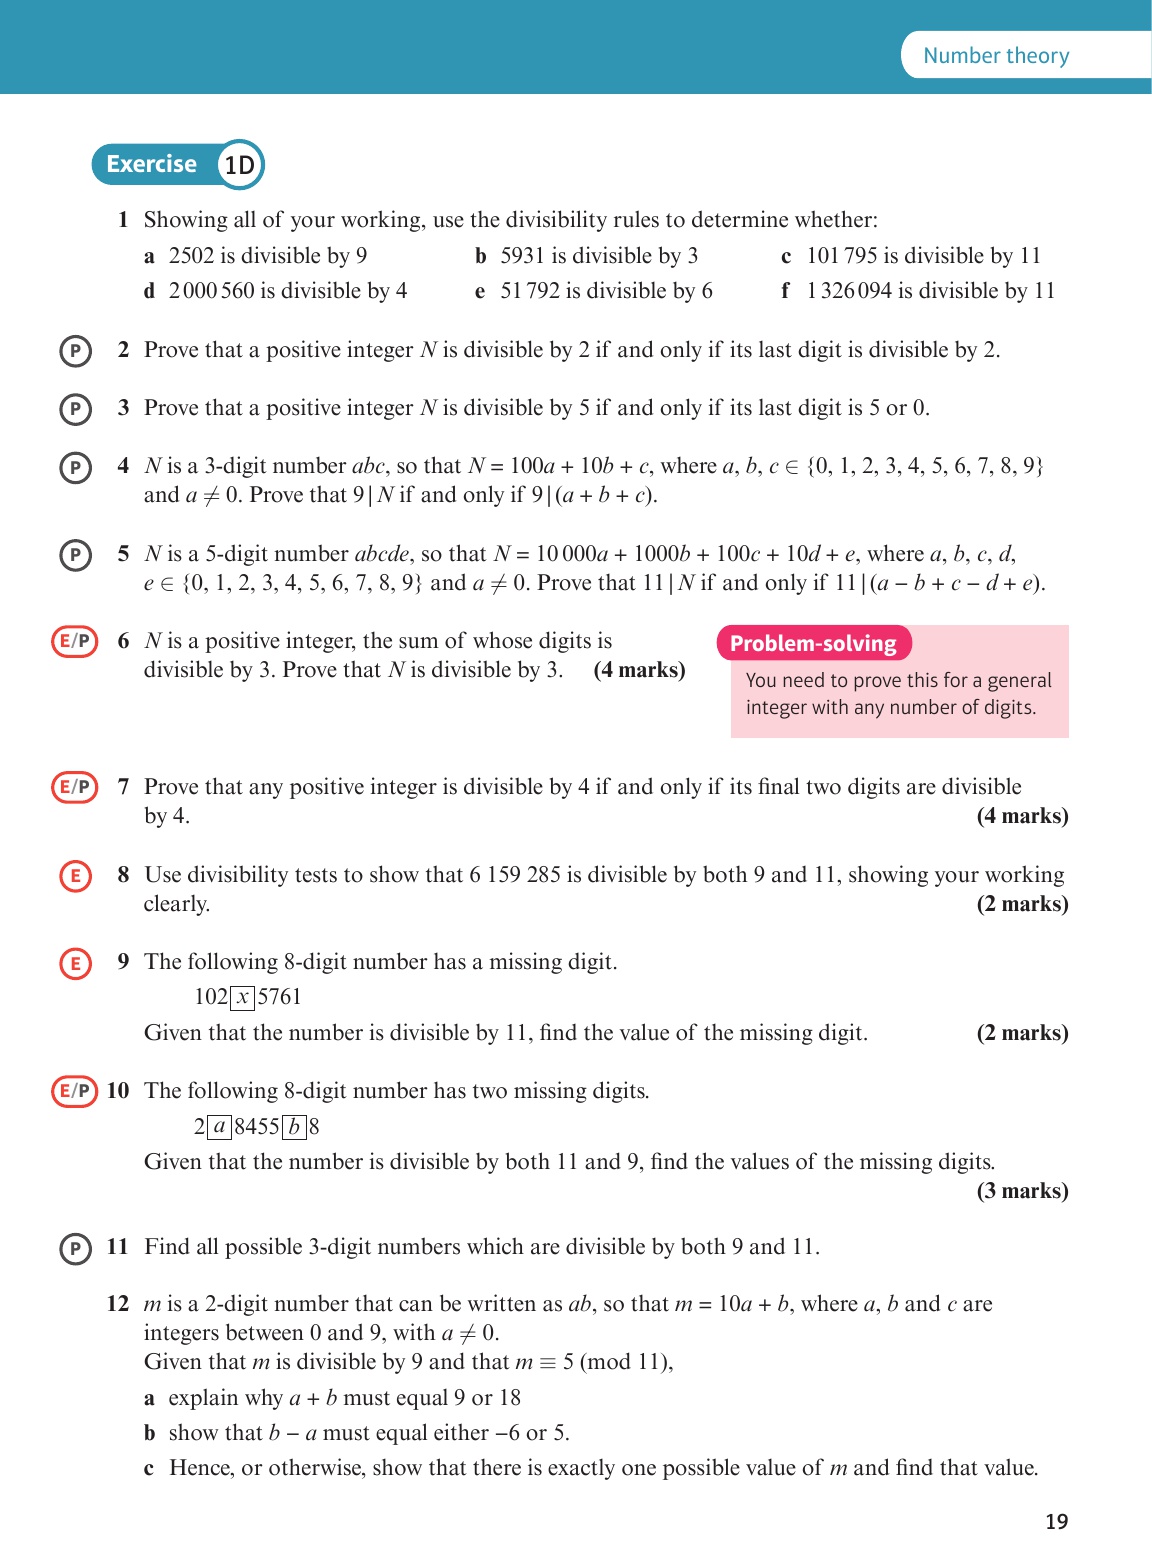 Number theory
Exercise 1D
1 Showing all of your working, use the divisibility rules to determine whether:
a 2502 is divisible by 9 b 5931 is divisible by 3 c 101 795 is divisible by 11
d 2 000 560 is divisible by 4 e 51 792 is divisible by 6 f 1 326 094 is divisible by 11
P 2 Prove that a positive integer N is divisible by 2 if and only if its last digit is divisible by 2.
P 3 Prove that a positive integer N is divisible by 5 if and only if its last digit is 5 or 0.
P 4 N is a 3-digit number abc, so that N = 100a + 10b + c, where a, b, c ∈ {0, 1, 2, 3, 4, 5, 6, 7, 8, 9}
and a ≠ 0. Prove that 9 | N if and only if 9 | (a + b + c).
P 5 N is a 5-digit number abcde, so that N = 10 000a + 1000b + 100c + 10d + e, where a, b, c, d,
e ∈ {0, 1, 2, 3, 4, 5, 6, 7, 8, 9} and a ≠ 0. Prove that 11 | N if and only if 11 | (a − b + c − d + e).
E/P 6 N is a positive integer, the sum of whose digits is
divisible by 3. Prove that N is divisible by 3. (4 marks)
Problem-solving
You need to prove this for a general
integer with any number of digits.
E/P 7 Prove that any positive integer is divisible by 4 if and only if its final two digits are divisible
by 4. (4 marks)
E 8 Use divisibility tests to show that 6 159 285 is divisible by both 9 and 11, showing your working
clearly. (2 marks)
E 9 The following 8-digit number has a missing digit.
102x5761
Given that the number is divisible by 11, find the value of the missing digit. (2 marks)
E/P 10 The following 8-digit number has two missing digits.
2a8455b8
Given that the number is divisible by both 11 and 9, find the values of the missing digits.
(3 marks)
P 11 Find all possible 3-digit numbers which are divisible by both 9 and 11.
12 m is a 2-digit number that can be written as ab, so that m = 10a + b, where a, b and c are
integers between 0 and 9, with a ≠ 0.
Given that m is divisible by 9 and that m ≡ 5 (mod 11),
a explain why a + b must equal 9 or 18
b show that b − a must equal either −6 or 5.
c Hence, or otherwise, show that there is exactly one possible value of m and find that value.
19